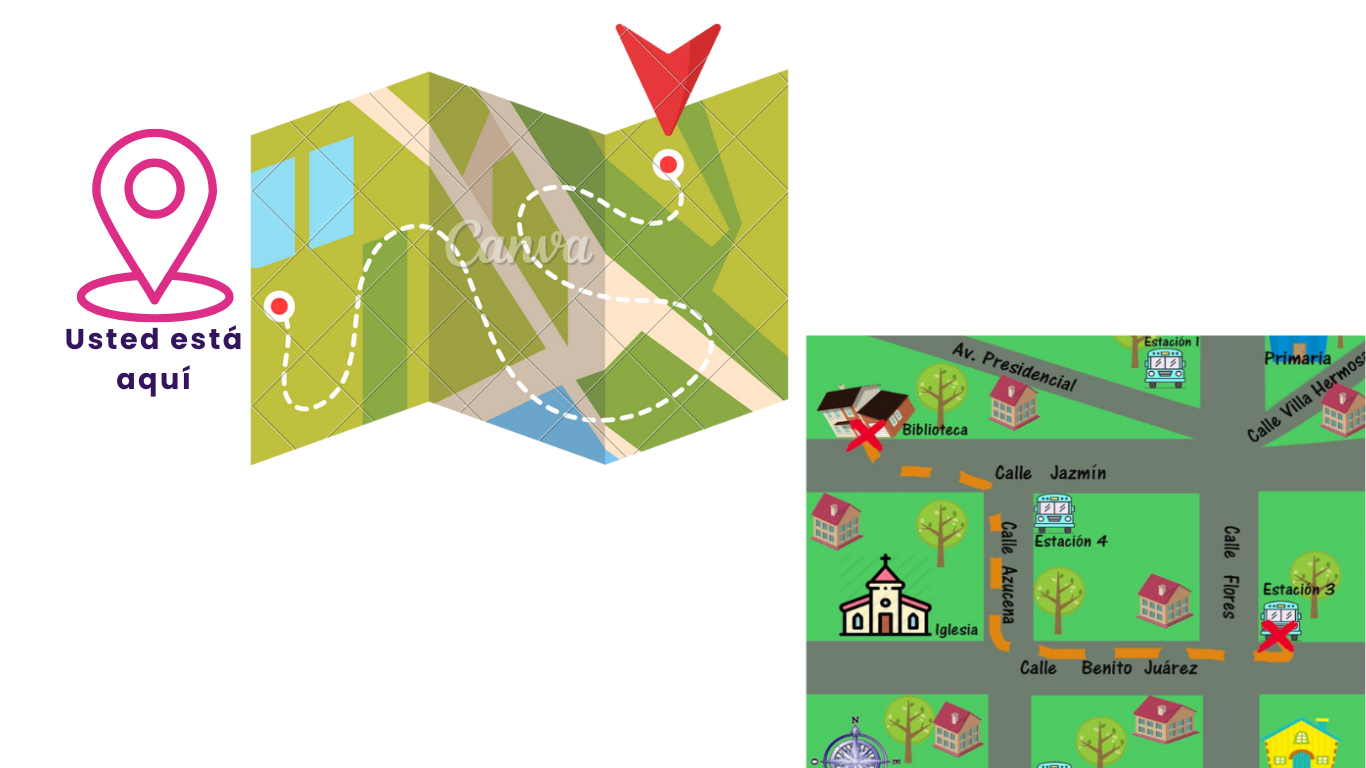 Usted está
aquí
Canva
Estación 1
Av. Presidencial
Primaria
Calle Villa Hermosa
Biblioteca
Calle Jazmín
Estación 4
Calle Azucena
Calle Flores
Estación 3
Iglesia
Calle Benito Juárez
N